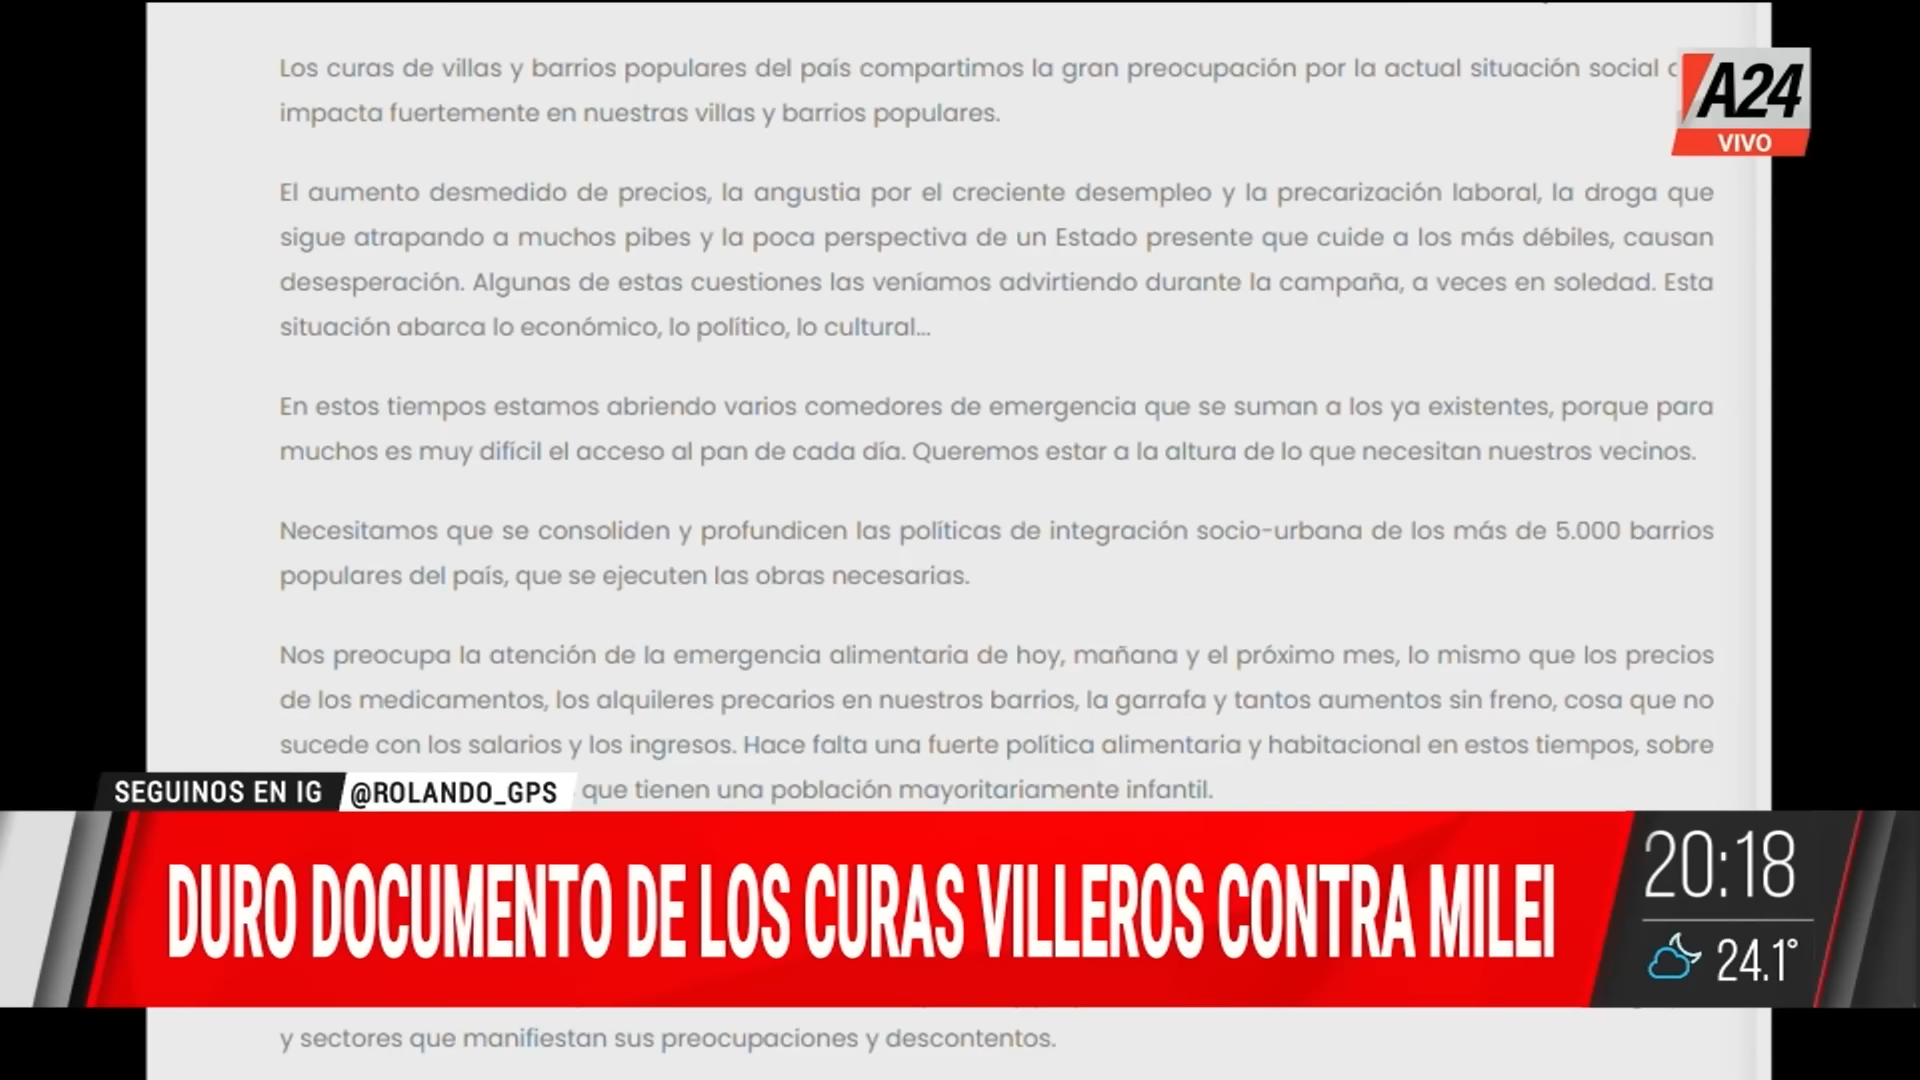 Los curas de villas y barrios populares del país compartimos la gran preocupación por la actual situación social
impacta fuertemente en nuestras villas y barrios populares.
A24
VIVO
El aumento desmedido de precios, la angustia por el creciente desempleo y la precarización laboral, la droga que
sigue atrapando a muchos pibes y la poca perspectiva de un Estado presente que cuide a los más débiles, causan
desesperación. Algunas de estas cuestiones las veníamos advirtiendo durante la campaña, a veces en soledad. Esta
situación abarca lo económico, lo político, lo cultural...
En estos tiempos estamos abriendo varios comedores de emergencia que se suman a los ya existentes, porque para
muchos es muy difícil el acceso al pan de cada día. Queremos estar a la altura de lo que necesitan nuestros vecinos.
Necesitamos que se consoliden y profundicen las políticas de integración socio-urbana de los más de 5.000 barrios
populares del país, que se ejecuten las obras necesarias.
Nos preocupa la atención de la emergencia alimentaria de hoy, mañana y el próximo mes, lo mismo que los precios
de los medicamentos, los alquileres precarios en nuestros barrios, la garrafa y tantos aumentos sin freno, cosa que no
sucede con los salarios y los ingresos. Hace falta una fuerte política alimentaria y habitacional en estos tiempos, sobre
que tienen una población mayoritariamente infantil.
SEGUINOS EN IG @ROLANDO_GPS
DURO DOCUMENTO DE LOS CURAS VILLEROS CONTRA MILEI
20:18
24.1°
y sectores que manifiestan sus preocupaciones y descontentos.